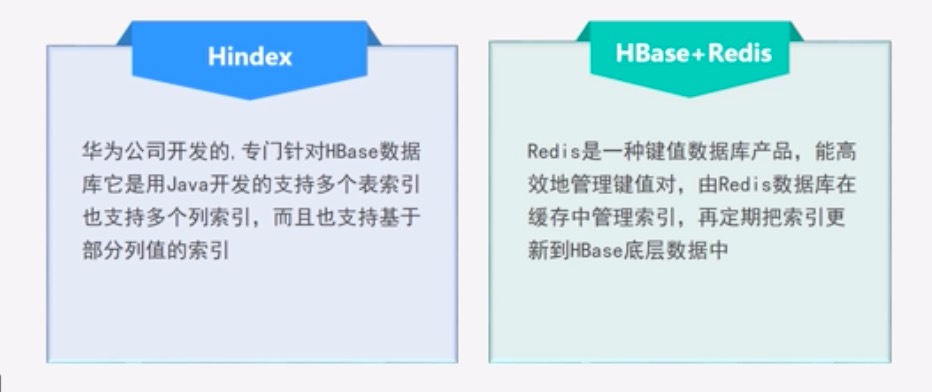 Hindex
华为公司开发的,专门针对HBase数据
库它是用Java开发的支持多个表索引
也支持多个列索引，而且也支持基于
部分列值的索引
HBase+Redis
Redis是一种键值数据库产品，能高
效地管理键值对，由Redis数据库在
缓存中管理索引，再定期把索引更
新到HBase底层数据中